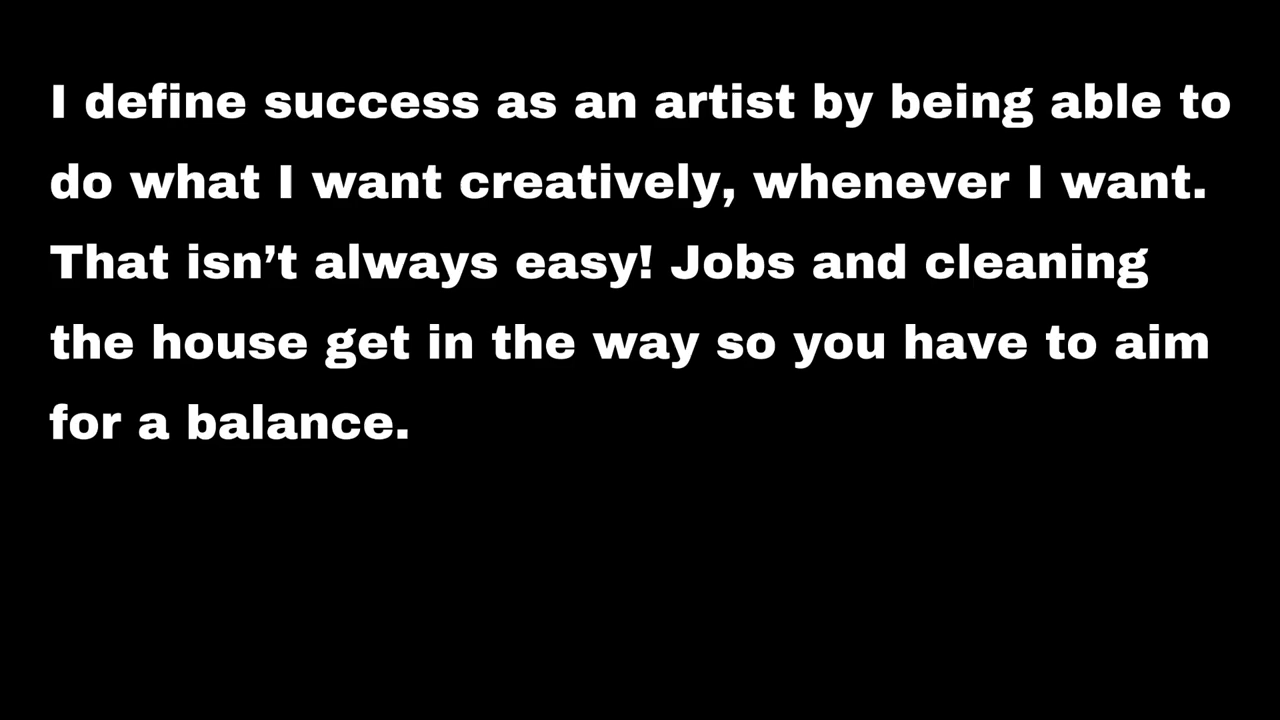 I define success as an artist by being able to
do what I want creatively, whenever I want.
That isn’t always easy! Jobs and cleaning
the house get in the way so you have to aim
for a balance.